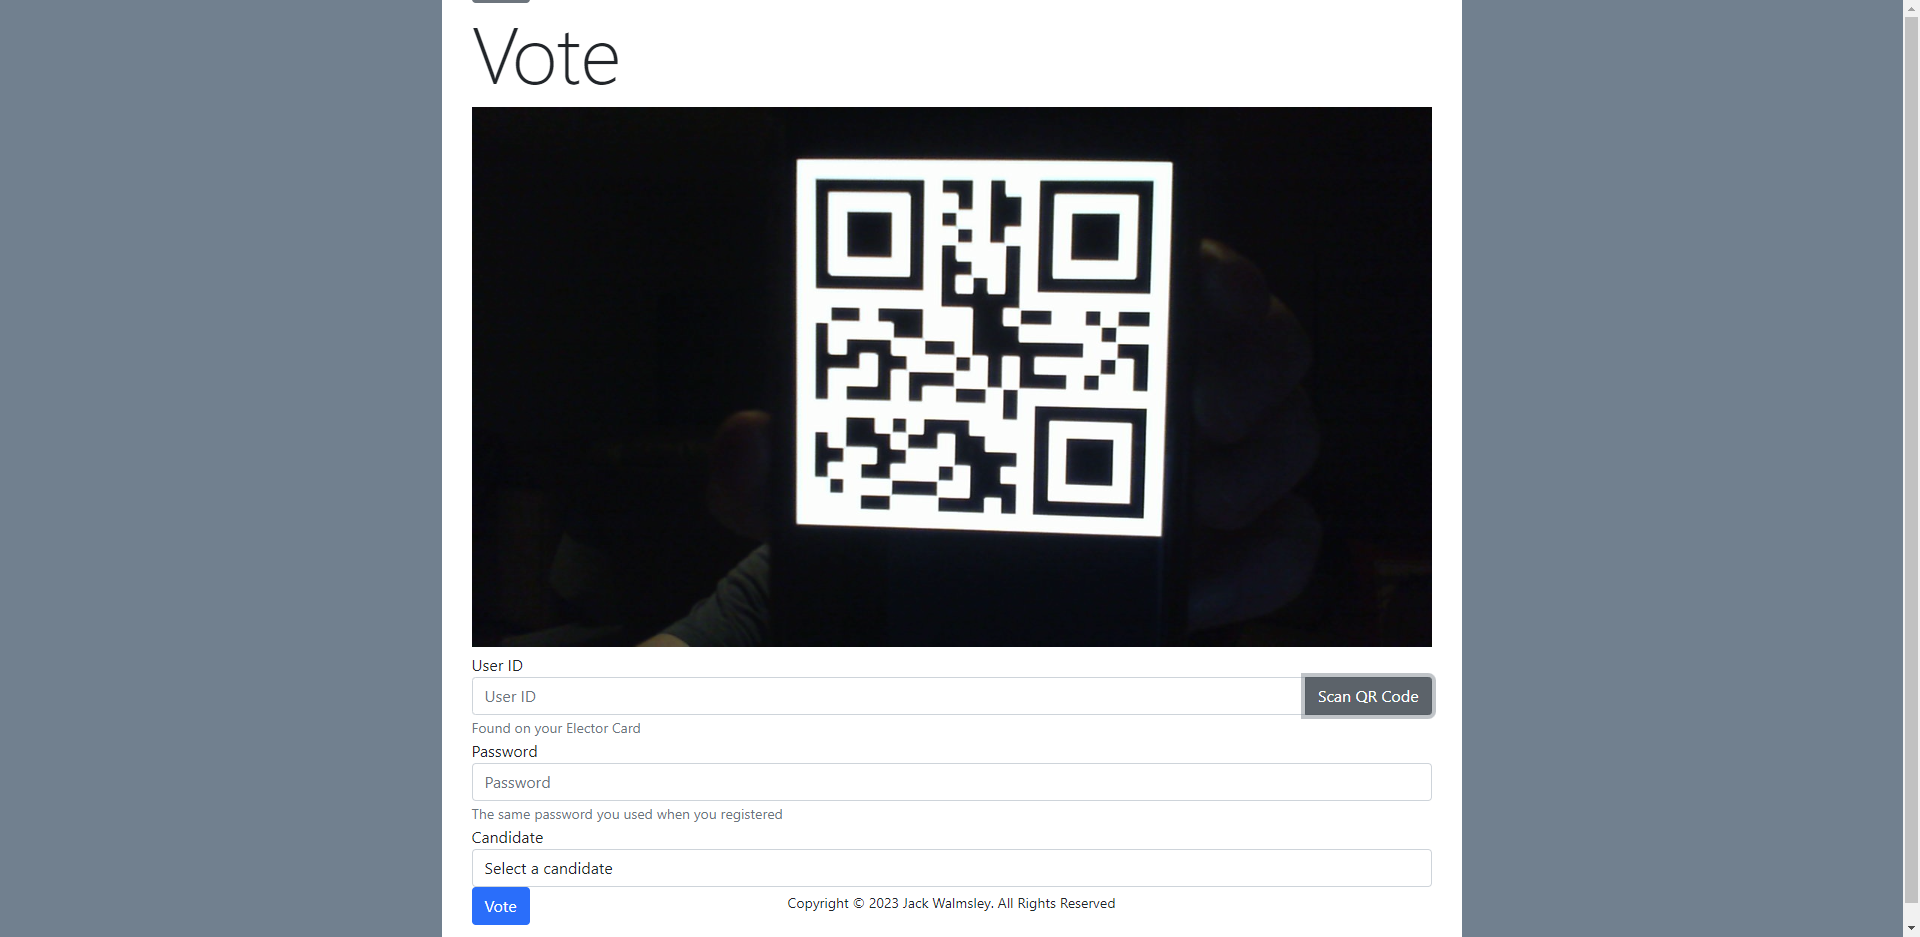 Vote
User ID
User ID
Scan QR Code
Found on your Elector Card
Password
Password
The same password you used when you registered
Candidate
Select a candidate
Vote
Copyright © 2023 Jack Walmsley. All Rights Reserved